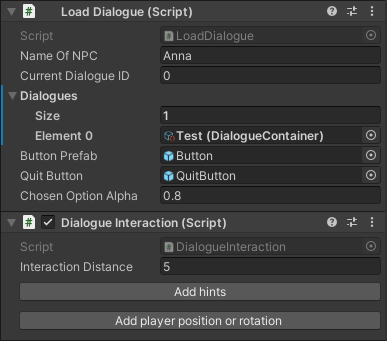 Load Dialogue (Script)
Script LoadDialogue
Name Of NPC Anna
Current Dialogue ID 0
Dialogues
Size 1
Element 0 Test (DialogueContainer)
Button Prefab Button
Quit Button QuitButton
Chosen Option Alpha 0.8
Dialogue Interaction (Script)
Script DialogueInteraction
Interaction Distance 5
Add hints
Add player position or rotation